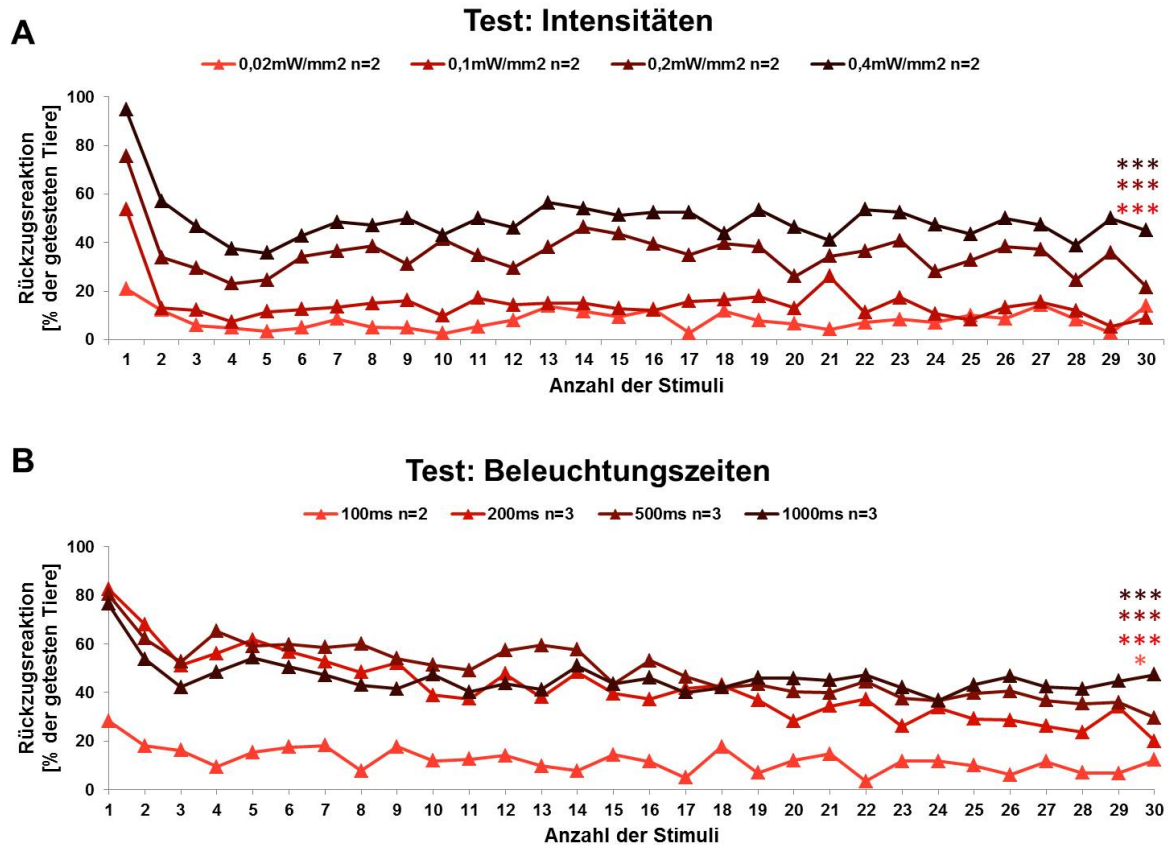 A
Test: Intensitäten
0,02mW/mm2 n=2 0,1mW/mm2 n=2 0,2mW/mm2 n=2 0,4mW/mm2 n=2
Rückzugsreaktion
[% der getesteten Tiere]
100
80
60
40
20
0
***
***
***
1 2 3 4 5 6 7 8 9 10 11 12 13 14 15 16 17 18 19 20 21 22 23 24 25 26 27 28 29 30
Anzahl der Stimuli
B
Test: Beleuchtungszeiten
100ms n=2 200ms n=3 500ms n=3 1000ms n=3
Rückzugsreaktion
[% der getesten Tiere]
100
80
60
40
20
0
***
***
***
*
1 2 3 4 5 6 7 8 9 10 11 12 13 14 15 16 17 18 19 20 21 22 23 24 25 26 27 28 29 30
Anzahl der Stimuli